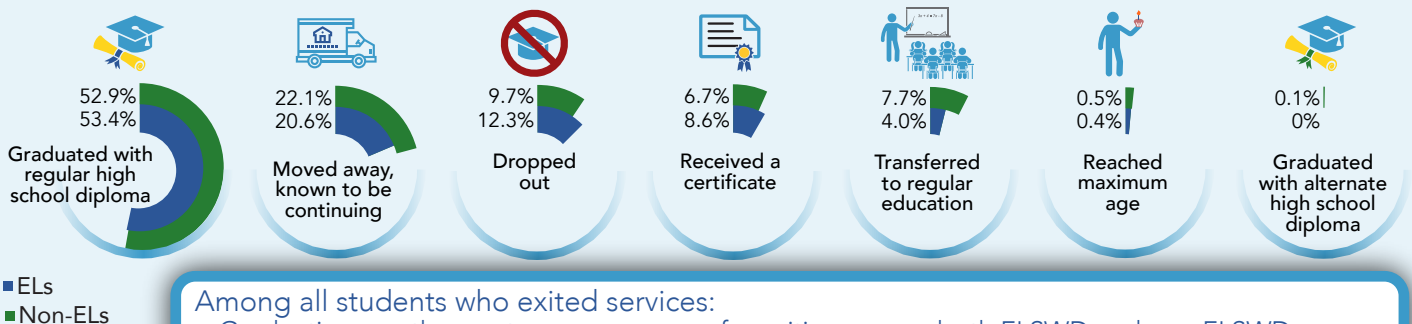 52.9%
53.4%
Graduated with
regular high
school diploma
22.1%
20.6%
Moved away,
known to be
continuing
9.7%
12.3%
Dropped
out
6.7%
8.6%
Received a
certificate
7.7%
4.0%
Transferred
to regular
education
0.5%
0.4%
Reached
maximum
age
0.1%
0%
Graduated
with alternate
high school
diploma
ELs
Non-ELs
Among all students who exited services: